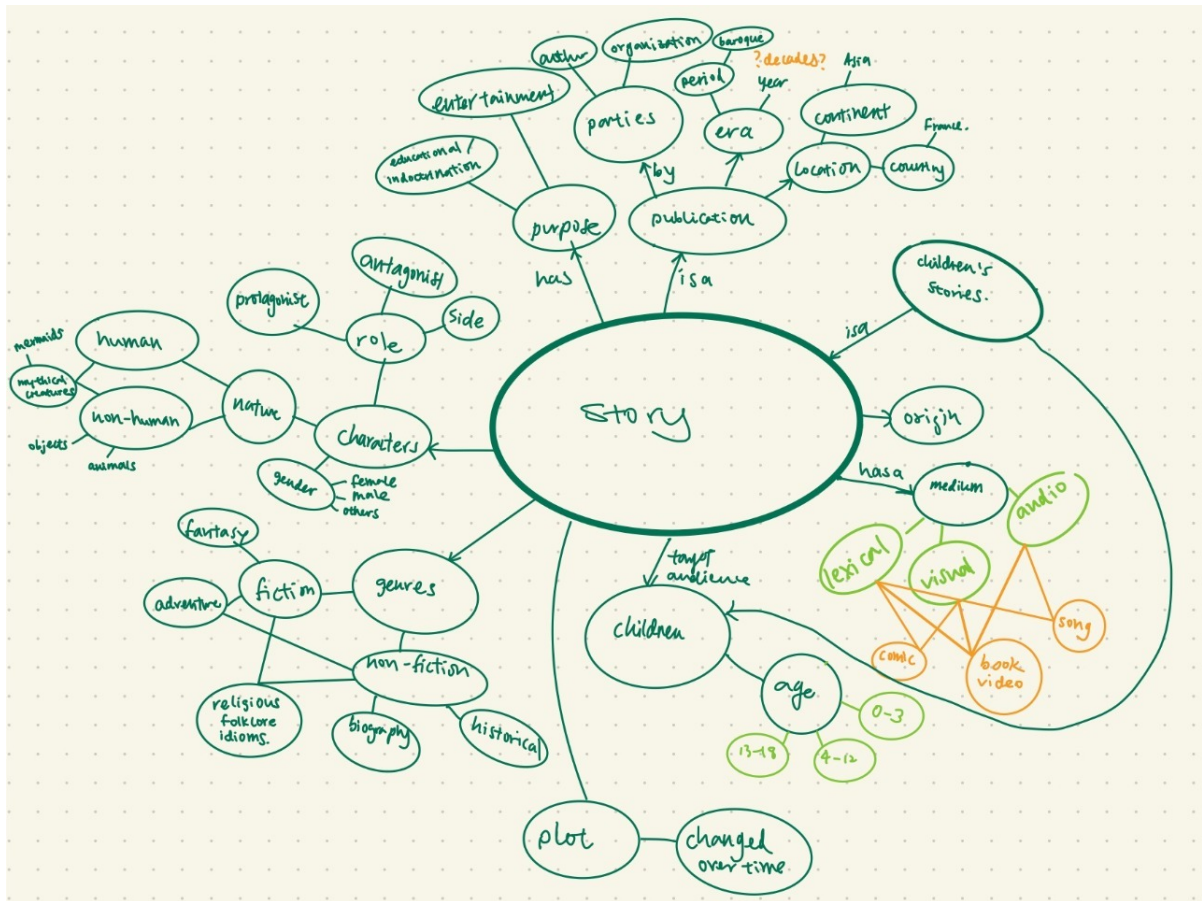 baroque
organization
author
?decades?
Asia
period
year
entertainment
continent
parties
era
France.
educational/
indoctrination
location
country
by
publication
purpose
has
isa
antagonist
children's
stories.
protagonist
side
isa
role
human
mermaids
mythical
creatures
nature
non-human
story
origin
characters
objects
animals
hasa
medium
gender
female
male
others
audio
lexical
visual
fantasy
genres
target
audience
fiction
adventure
children
song
comic
book
video
non-fiction
age
religious
folklore
idioms.
biography
historical
0-3
13-18
4-12
plot
changed
over time.